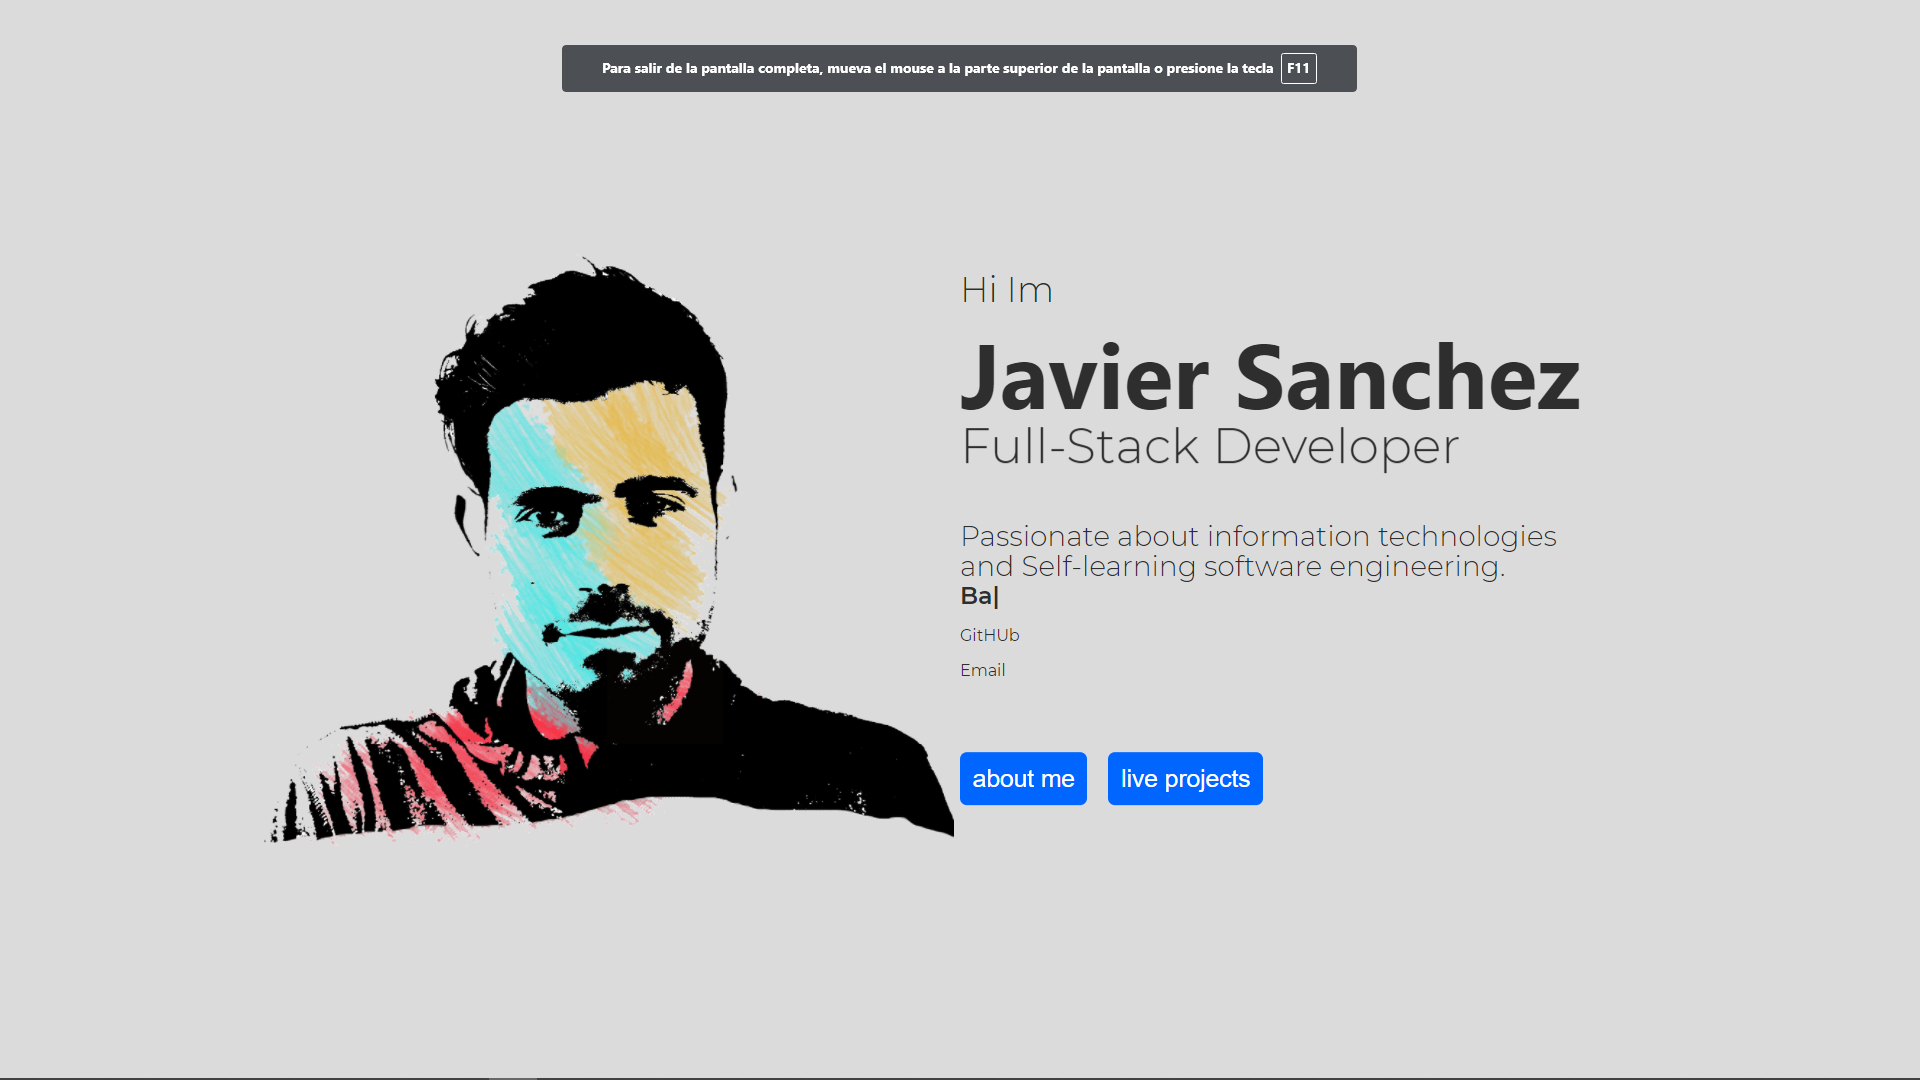 Para salir de la pantalla completa, mueva el mouse a la parte superior de la pantalla o presione la tecla F11
Hi Im
Javier Sanchez
Full-Stack Developer
Passionate about information technologies
and Self-learning software engineering.
Ba|
GitHUb
Email
about me
live projects